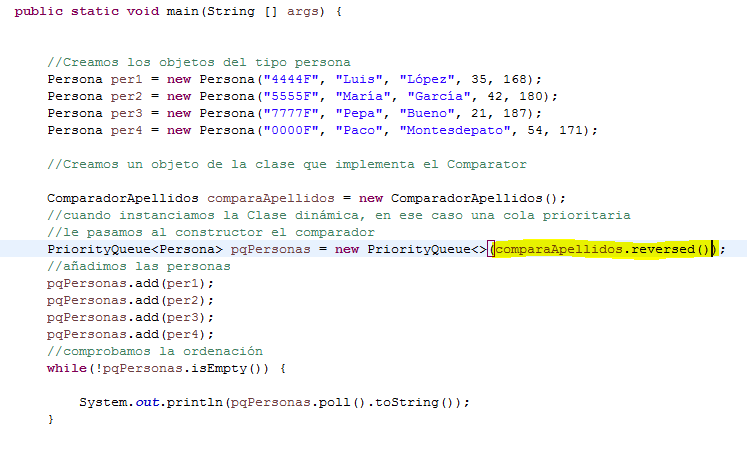 public static void main(String [] args) {
//Creamos los objetos del tipo persona
Persona per1 = new Persona("4444F", "Luis", "López", 35, 168);
Persona per2 = new Persona("5555F", "María", "García", 42, 180);
Persona per3 = new Persona("7777F", "Pepa", "Bueno", 21, 187);
Persona per4 = new Persona("0000F", "Paco", "Montesdepato", 54, 171);
//Creamos un objeto de la clase que implementa el Comparator
ComparadorApellidos comparaApellidos = new ComparadorApellidos();
//cuando instanciamos la Clase dinámica, en ese caso una cola prioritaria
//le pasamos al constructor el comparador
PriorityQueue<Persona> pqPersonas = new PriorityQueue<>(comparaApellidos.reversed());
//añadimos las personas
pqPersonas.add(per1);
pqPersonas.add(per2);
pqPersonas.add(per3);
pqPersonas.add(per4);
//comprobamos la ordenación
while(!pqPersonas.isEmpty()) {
System.out.println(pqPersonas.poll().toString());
}